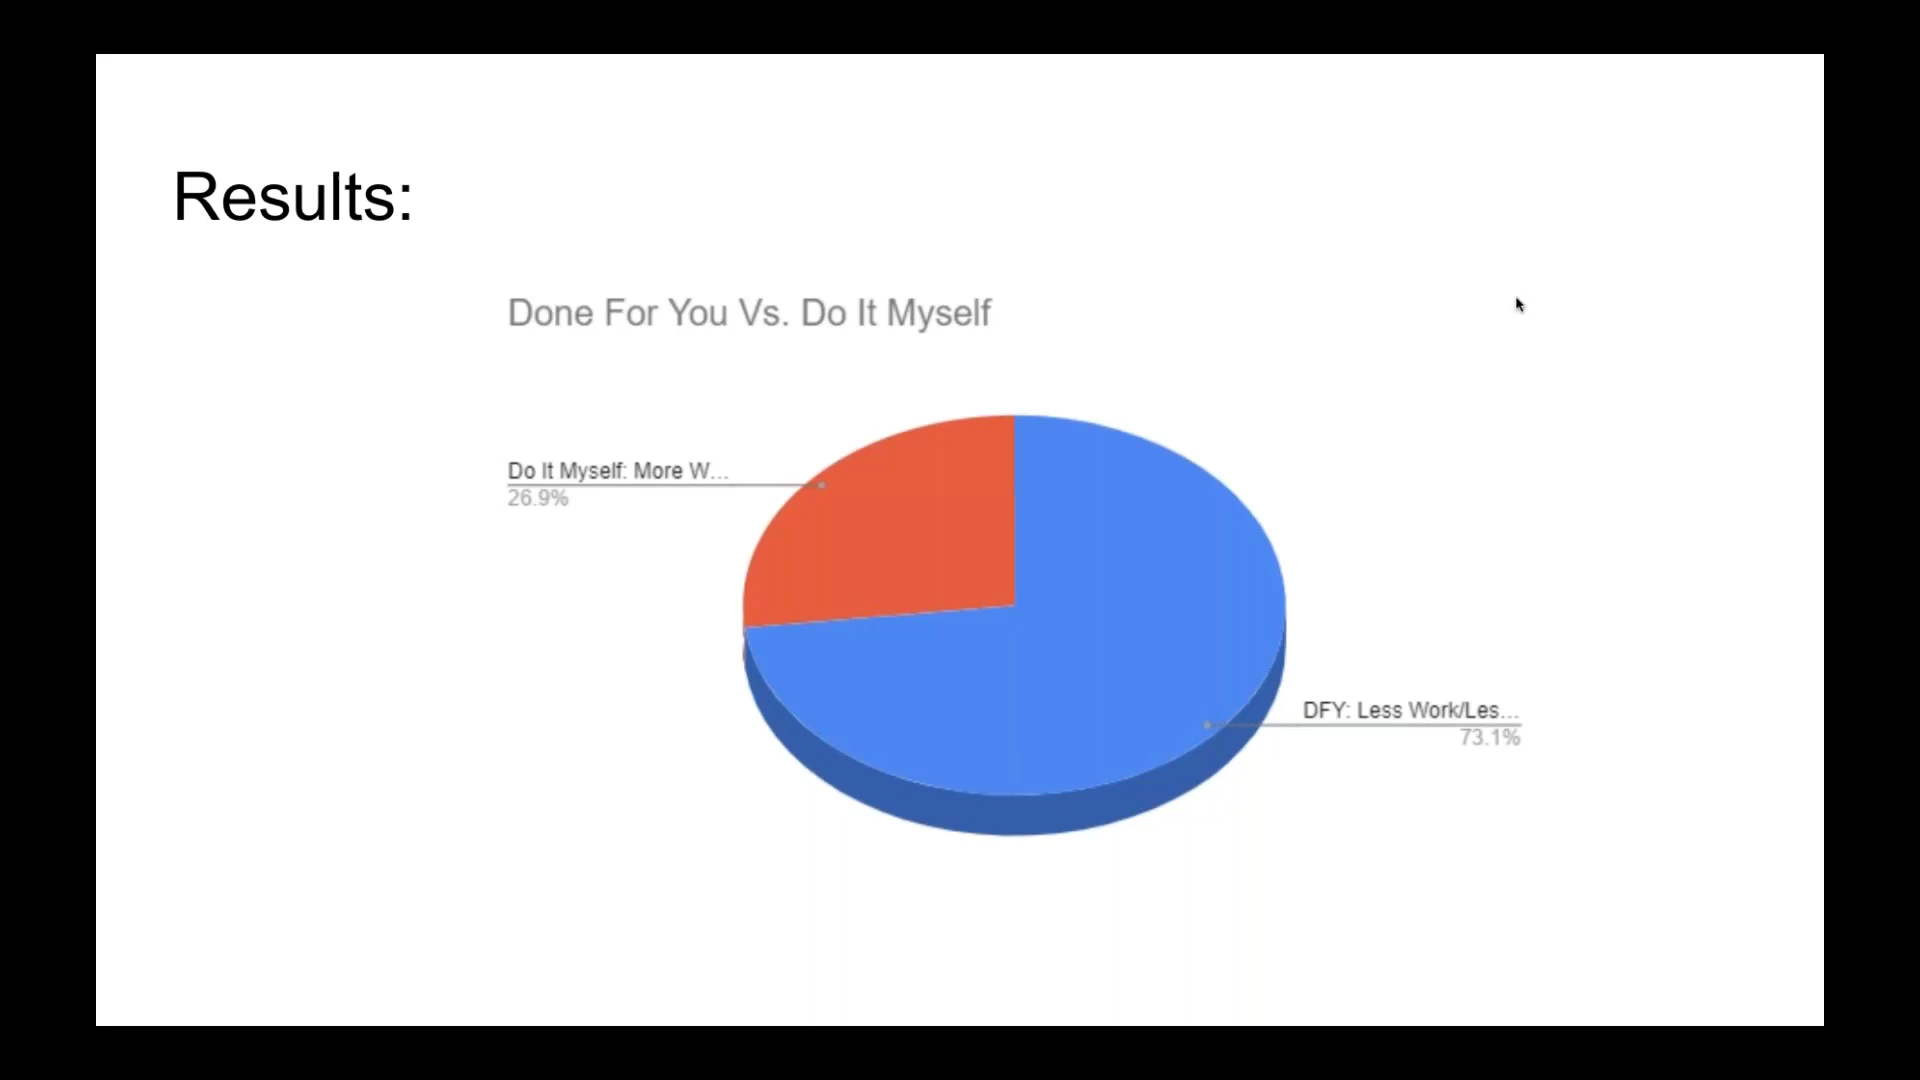 Results:
Done For You Vs. Do It Myself
Do It Myself: More W...
26.9%
DFY: Less Work/Les...
73.1%